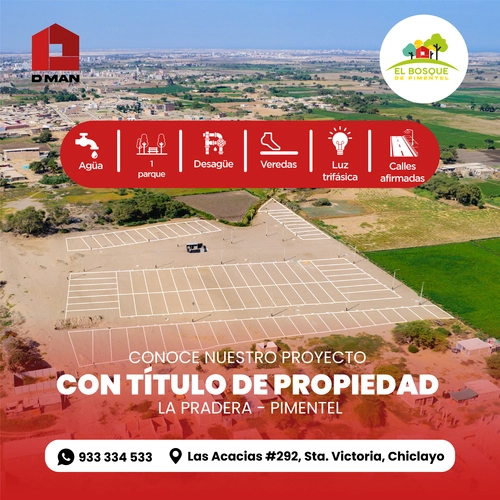 D'MAN
EL BOSQUE
DE PIMENTEL
Agüa
1
parque
Desagüe
Veredas
Luz
trifásica
Calles
afirmadas
CONOCE NUESTRO PROYECTO
CON TÍTULO DE PROPIEDAD
LA PRADERA - PIMENTEL
933 334 533
Las Acacias #292, Sta. Victoria, Chiclayo